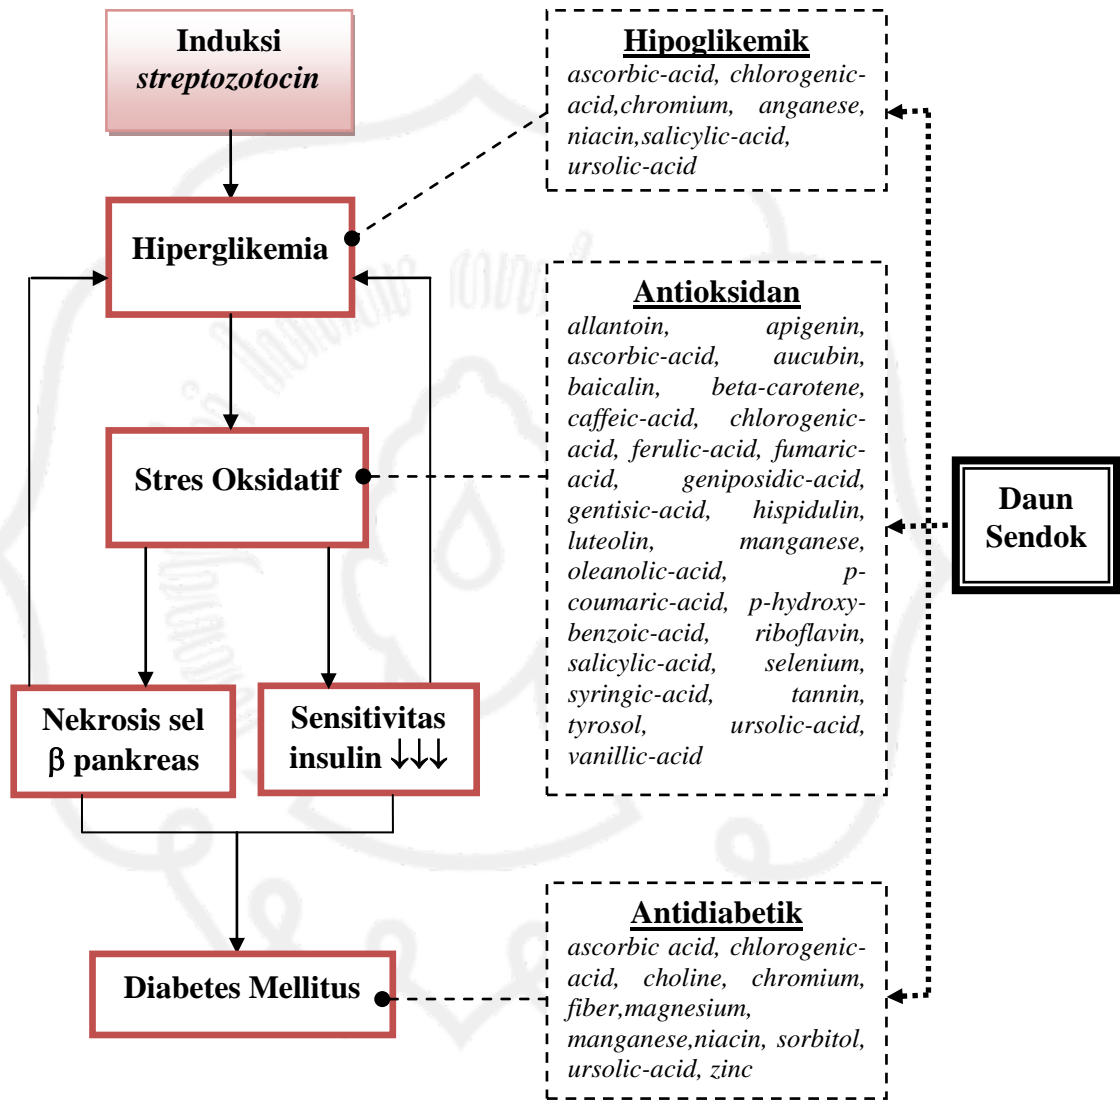 Induksi
streptozotocin
Hipoglikemik
ascorbic-acid, chlorogenic-
acid,chromium, anganese,
niacin,salicylic-acid,
ursolic-acid
Hiperglikemia
Antioksidan
allantoin, apigenin,
ascorbic-acid, aucubin,
baicalin, beta-carotene,
caffeic-acid, chlorogenic-
acid, ferulic-acid, fumaric-
acid, geniposidic-acid,
gentisic-acid, hispidulin,
luteolin, manganese,
oleanolic-acid, p-
coumaric-acid, p-hydroxy-
benzoic-acid, riboflavin,
salicylic-acid, selenium,
syringic-acid, tannin,
tyrosol, ursolic-acid,
vanillic-acid
Stres Oksidatif
Daun
Sendok
Nekrosis sel
β pankreas
Sensitivitas
insulin ↓↓↓
Antidiabetik
ascorbic acid, chlorogenic-
acid, choline, chromium,
fiber,magnesium,
manganese,niacin, sorbitol,
ursolic-acid, zinc
Diabetes Mellitus